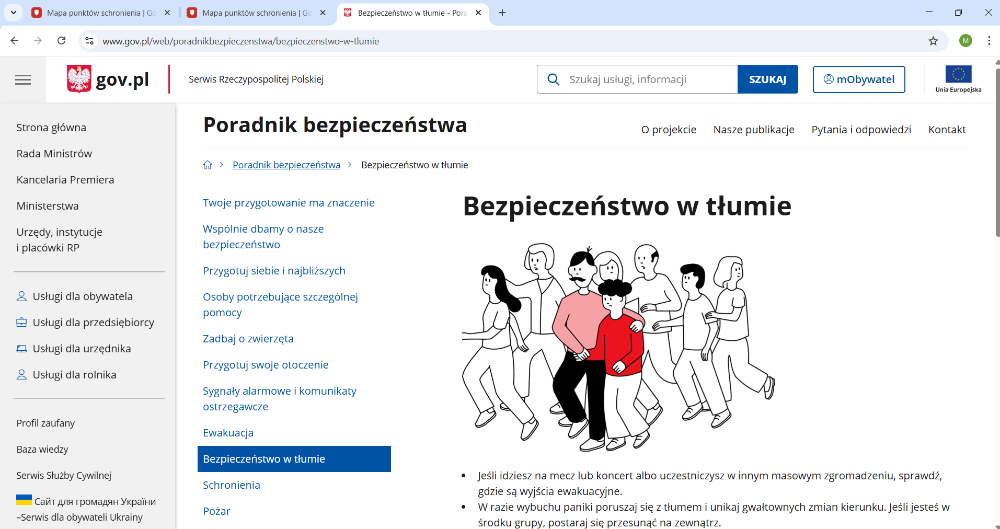 Mapa punktów schronienia | Gd
Mapa punktów schronienia | Gd
Bezpieczeństwo w tłumie - Pora
www.gov.pl/web/poradnikbezpieczenstwa/bezpieczenstwo-w-tlumie
M
gov.pl
Serwis Rzeczypospolitej Polskiej
Szukaj usługi, informacji
SZUKAJ
mObywatel
Unia Europejska
Strona główna
Rada Ministrów
Kancelaria Premiera
Ministerstwa
Urzędy, instytucje
i placówki RP
Usługi dla obywatela
Usługi dla przedsiębiorcy
Usługi dla urzędnika
Usługi dla rolnika
Profil zaufany
Baza wiedzy
Serwis Służby Cywilnej
Сайт для громадян України
–Serwis dla obywateli Ukrainy
Poradnik bezpieczeństwa
O projekcie
Nasze publikacje
Pytania i odpowiedzi
Kontakt
Poradnik bezpieczeństwa
Bezpieczeństwo w tłumie
Twoje przygotowanie ma znaczenie
Wspólnie dbamy o nasze
bezpieczeństwo
Przygotuj siebie i najbliższych
Osoby potrzebujące szczególnej
pomocy
Zadbaj o zwierzęta
Przygotuj swoje otoczenie
Sygnały alarmowe i komunikaty
ostrzegawcze
Ewakuacja
Bezpieczeństwo w tłumie
Schronienia
Pożar
Bezpieczeństwo w tłumie
Jeśli idziesz na mecz lub koncert albo uczestniczysz w innym masowym zgromadzeniu, sprawdź,
gdzie są wyjścia ewakuacyjne.
W razie wybuchu paniki poruszaj się z tłumem i unikaj gwałtownych zmian kierunku. Jeśli jesteś w
środku grupy, postaraj się przesunąć na zewnątrz.